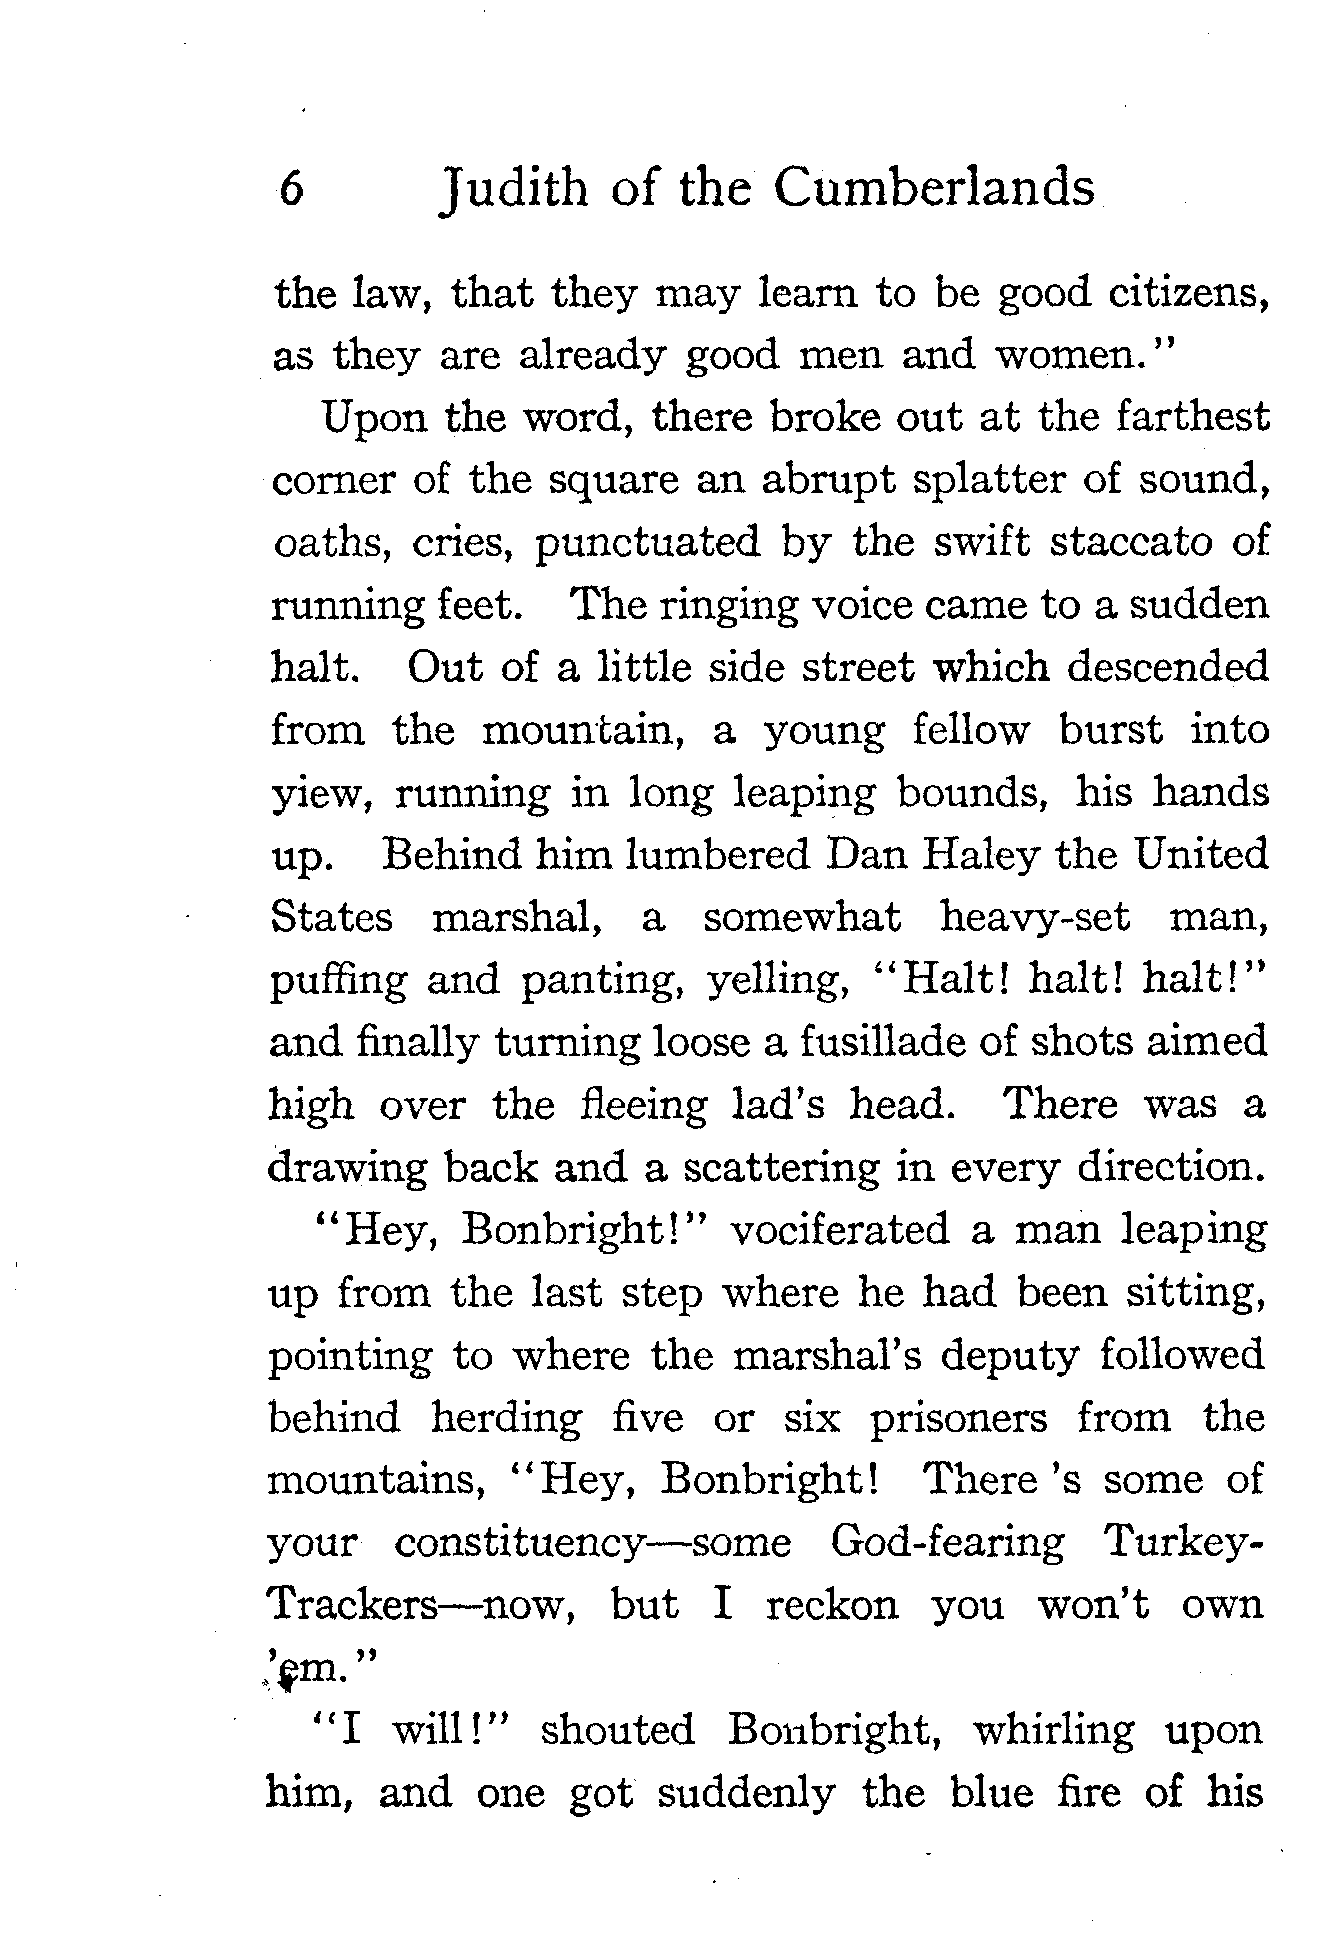 6 Judith of the Cumberlands
the law, that they may learn to be good citizens,
as they are already good men and women."
Upon the word, there broke out at the farthest
corner of the square an abrupt splatter of sound,
oaths, cries, punctuated by the swift staccato of
running feet. The ringing voice came to a sudden
halt. Out of a little side street which descended
from the mountain, a young fellow burst into
yiew, running in long leaping bounds, his hands
up. Behind him lumbered Dan Haley the United
States marshal, a somewhat heavy-set man,
puffing and panting, yelling, "Halt! halt! halt!"
and finally turning loose a fusillade of shots aimed
high over the fleeing lad's head. There was a
drawing back and a scattering in every direction.
"Hey, Bonbright!" vociferated a man leaping
up from the last step where he had been sitting,
pointing to where the marshal's deputy followed
behind herding five or six prisoners from the
mountains, "Hey, Bonbright! There 's some of
your constituency—some God-fearing Turkey-
Trackers—now, but I reckon you won't own
'em."
"I will!" shouted Bonbright, whirling upon
him, and one got suddenly the blue fire of his